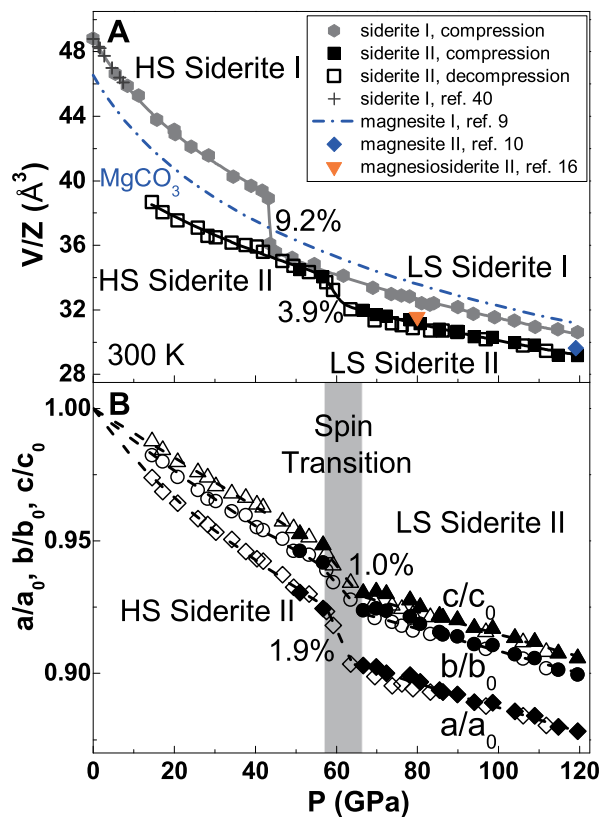 A
48
44
40
36
32
28
V/Z (Å³)
HS Siderite I
siderite I, compression
siderite II, compression
siderite II, decompression
siderite I, ref. 40
magnesite I, ref. 9
magnesite II, ref. 10
magnesiosiderite II, ref. 16
MgCO₃
9.2%
HS Siderite II
LS Siderite I
3.9%
300 K
LS Siderite II
B
1.00
0.95
0.90
a/a₀, b/b₀, c/c₀
Spin
Transition
LS Siderite II
1.0%
HS Siderite II
c/c₀
1.9%
b/b₀
a/a₀
0 20 40 60 80 100 120
P (GPa)